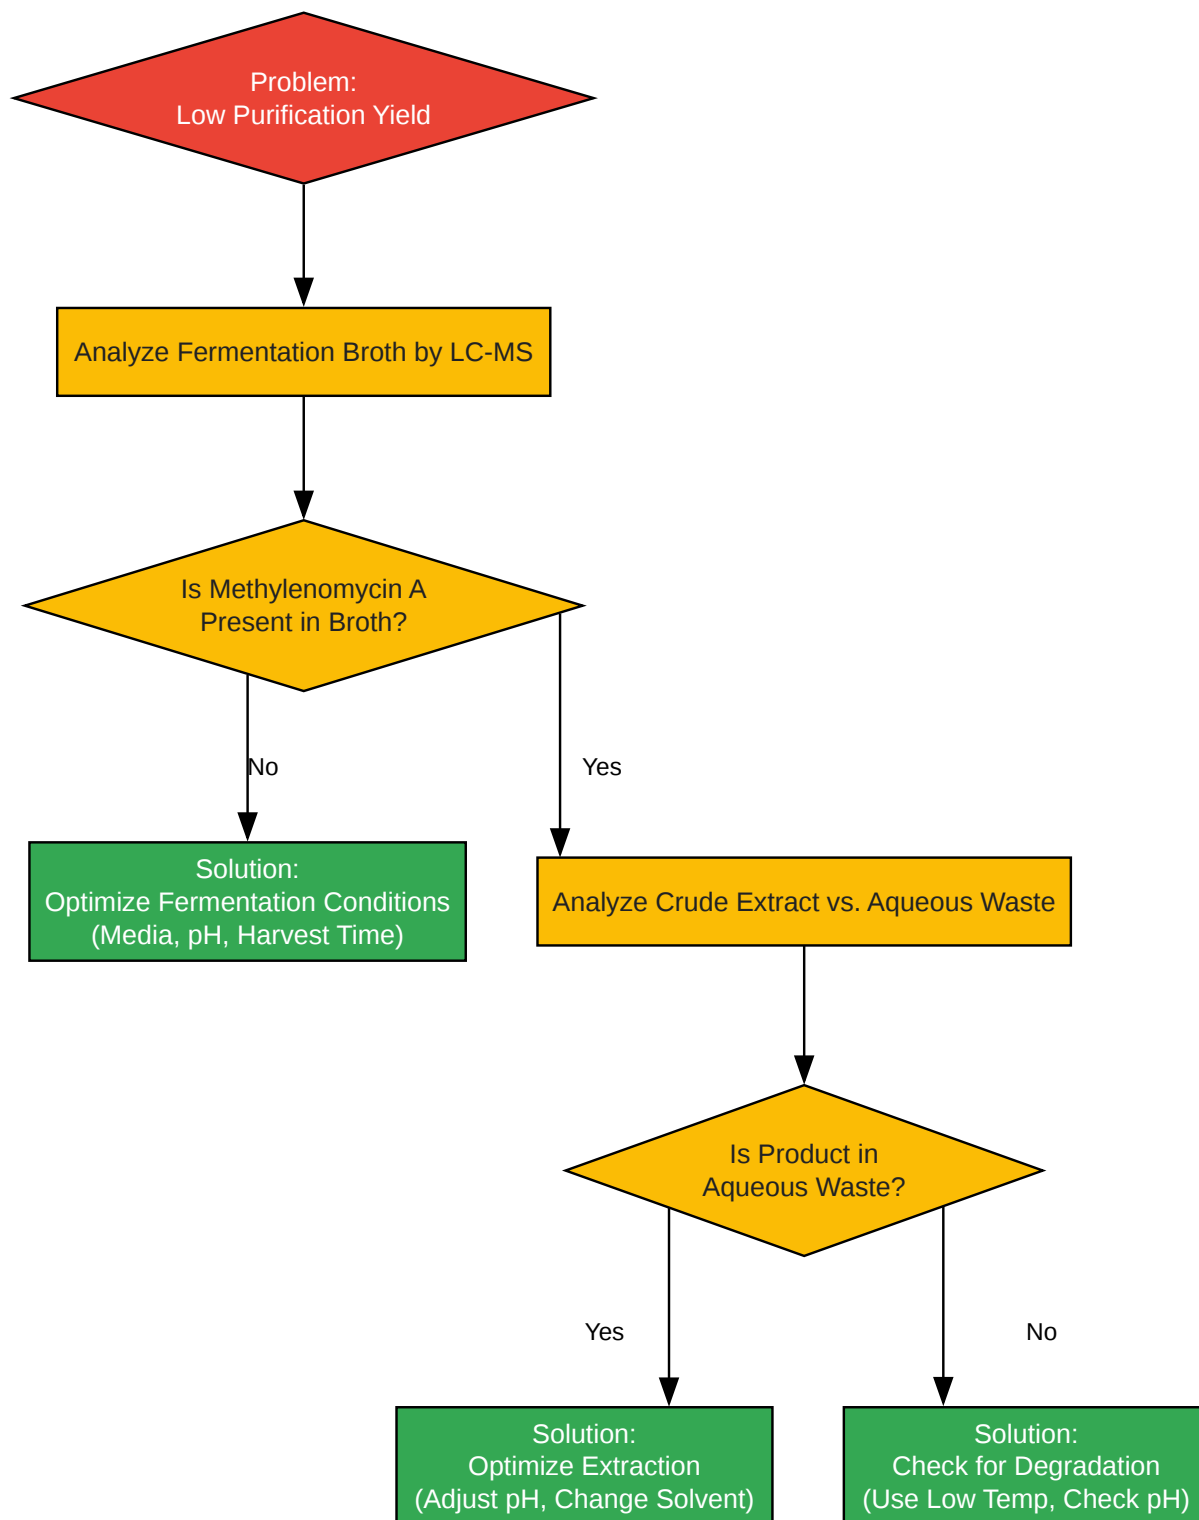 Problem:
Low Purification Yield
Analyze Fermentation Broth by LC-MS
Is Methylenomycin A
Present in Broth?
No
Yes
Solution:
Optimize Fermentation Conditions
(Media, pH, Harvest Time)
Analyze Crude Extract vs. Aqueous Waste
Is Product in
Aqueous Waste?
Yes
No
Solution:
Optimize Extraction
(Adjust pH, Change Solvent)
Solution:
Check for Degradation
(Use Low Temp, Check pH)